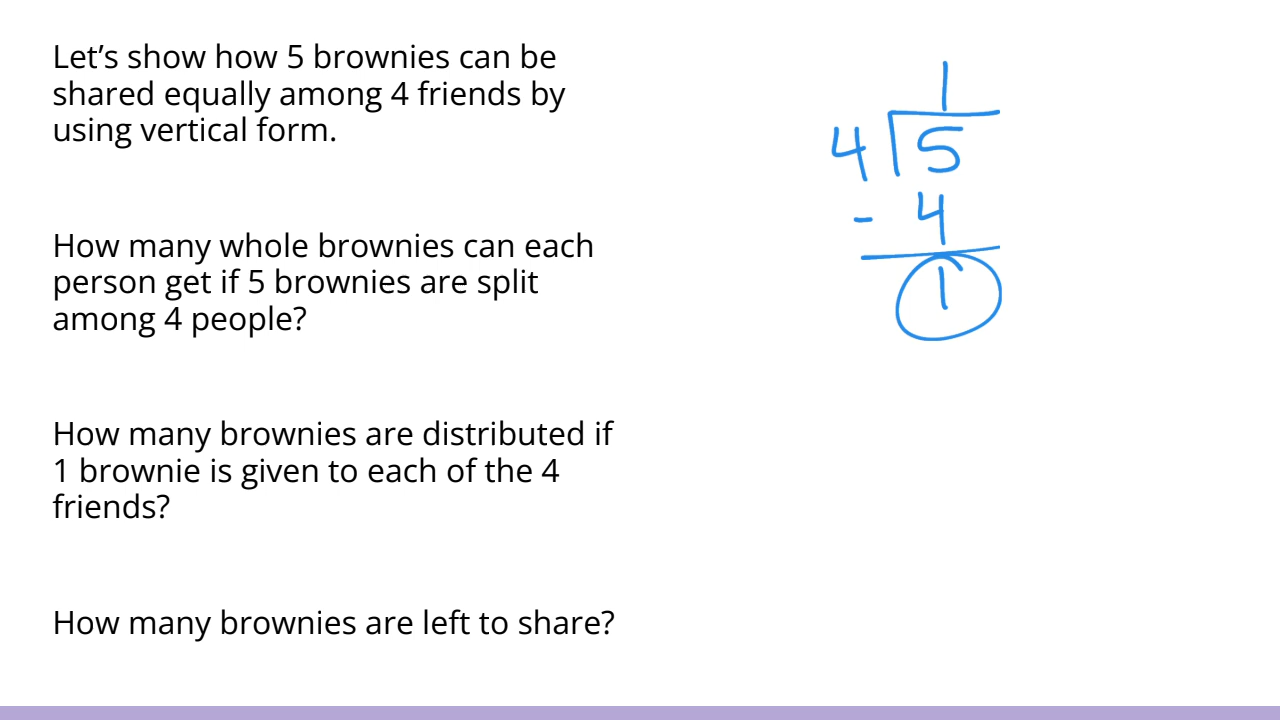 Let’s show how 5 brownies can be
shared equally among 4 friends by
using vertical form.
How many whole brownies can each
person get if 5 brownies are split
among 4 people?
How many brownies are distributed if
1 brownie is given to each of the 4
friends?
How many brownies are left to share?
1
4 5
- 4
1